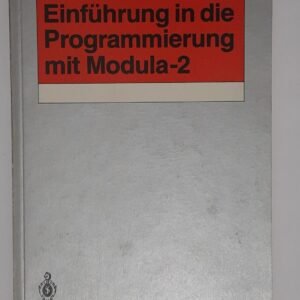 Einführung in die
Programmierung
mit Modula-2